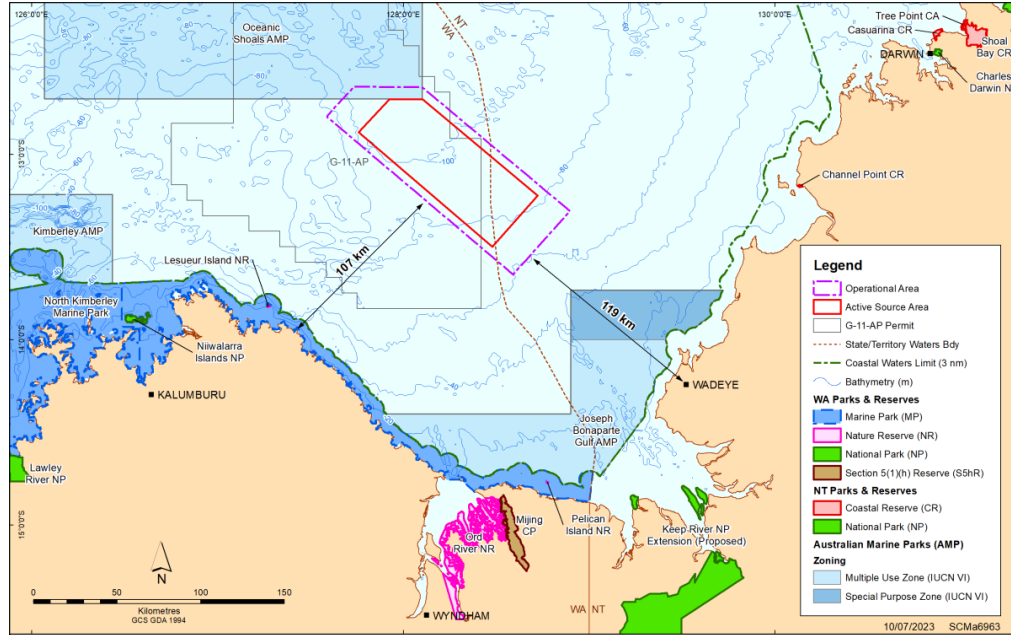 126°0'0"E
128°0'0"E
130°0'0"E
Oceanic
Shoals AMP
NT
WA
Tree Point CA
Casuarina CR
DARWIN
Shoal
Bay CR
Charles
Darwin N
13°0'0"S
G-11-AP
-100
Channel Point CR
-100
Kimberley AMP
Lesueur Island NR
107 km
North Kimberley
Marine Park
119 km
14°0'0"S
Niiwalarra
Islands NP
KALUMBURU
WADEYE
Joseph
Bonaparte
Gulf AMP
Lawley
River NP
15°0'0"S
Ord
River NR
Mijing
CP
Pelican
Island NR
Keep River NP
Extension (Proposed)
N
0 50 100 150
Kilometres
GCS GDA 1994
WYNDHAM
WA NT
Legend
Operational Area
Active Source Area
G-11-AP Permit
State/Territory Waters Bdy
Coastal Waters Limit (3 nm)
Bathymetry (m)
WA Parks & Reserves
Marine Park (MP)
Nature Reserve (NR)
National Park (NP)
Section 5(1)(h) Reserve (S5hR)
NT Parks & Reserves
Coastal Reserve (CR)
National Park (NP)
Australian Marine Parks (AMP)
Zoning
Multiple Use Zone (IUCN VI)
Special Purpose Zone (IUCN VI)
10/07/2023 SCMa6963